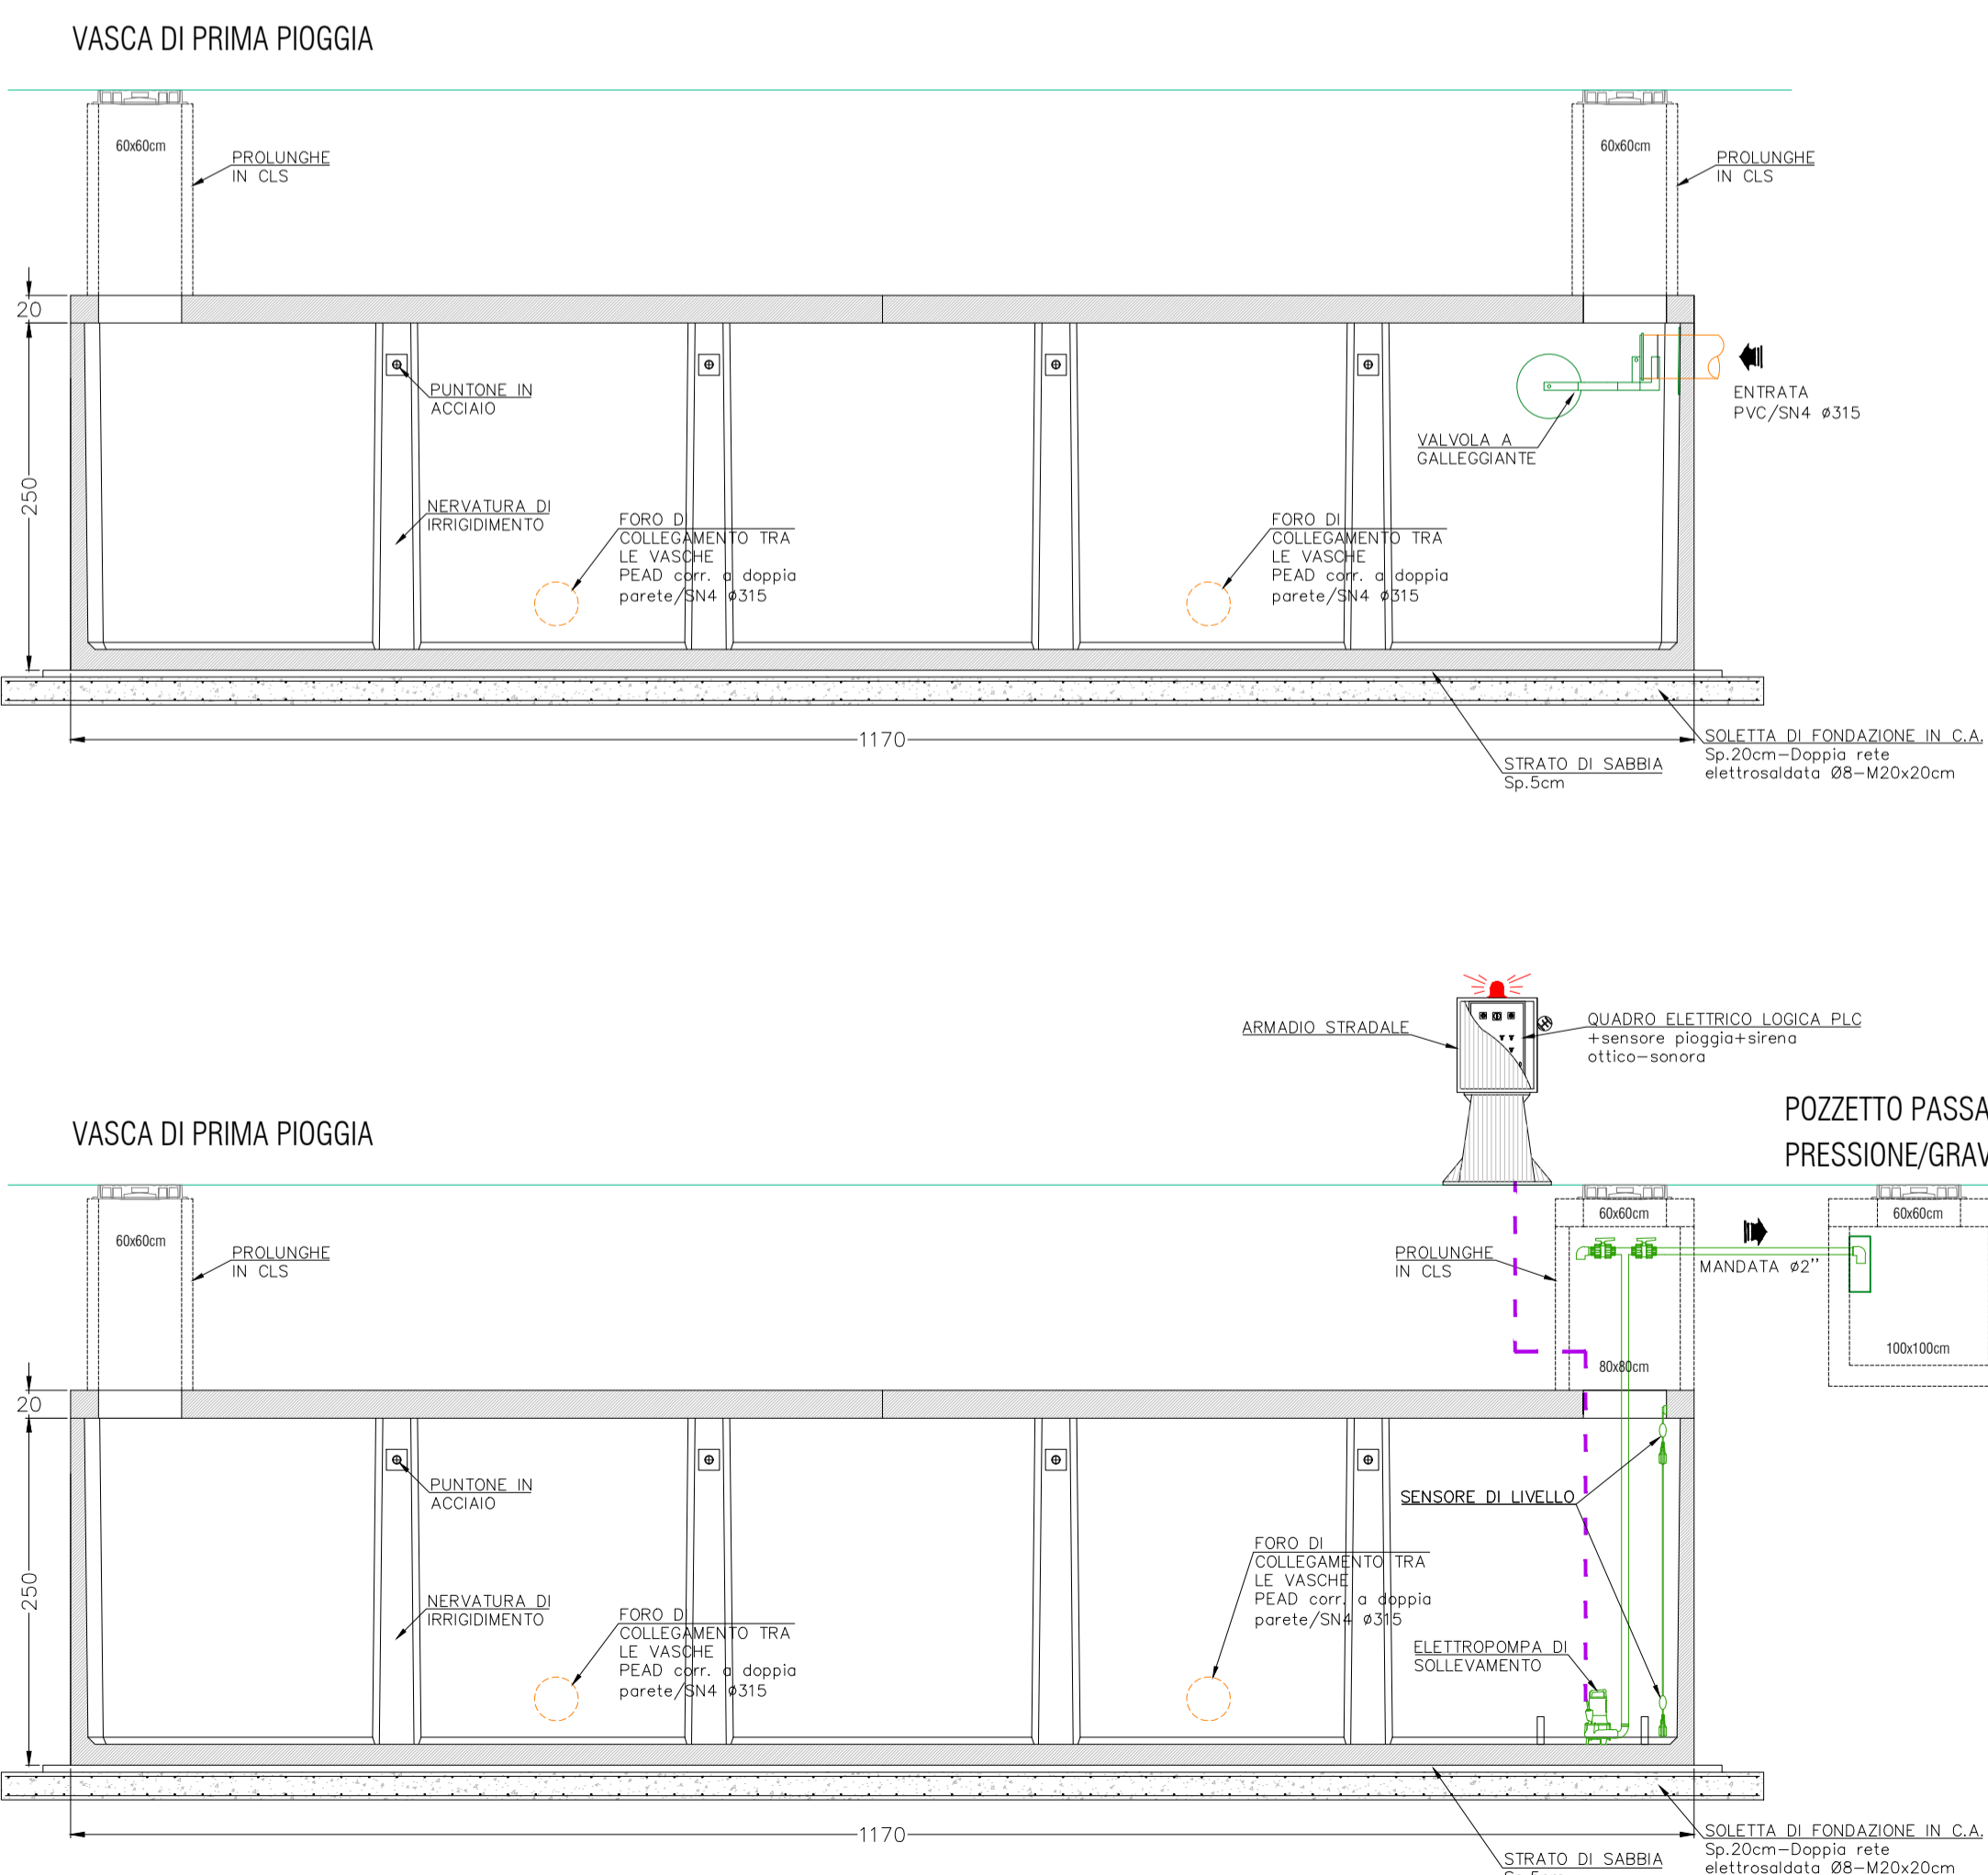 VASCA DI PRIMA PIOGGIA
60x60cm
PROLUNGHE
IN CLS
60x60cm
PROLUNGHE
IN CLS
20
250
PUNTONE IN
ACCIAIO
ENTRATA
PVC/SN4 ø315
VALVOLA A
GALLEGGIANTE
NERVATURA DI
IRRIGIDIMENTO
FORO DI
COLLEGAMENTO TRA
LE VASCHE
PEAD corr. a doppia
parete/SN4 ø315
FORO DI
COLLEGAMENTO TRA
LE VASCHE
PEAD corr. a doppia
parete/SN4 ø315
1170
STRATO DI SABBIA
Sp.5cm
SOLETTA DI FONDAZIONE IN C.A.
Sp.20cm-Doppia rete
elettrosaldata Ø8-M20x20cm
ARMADIO STRADALE
QUADRO ELETTRICO LOGICA PLC
+sensore pioggia+sirena
ottico-sonora
VASCA DI PRIMA PIOGGIA
POZZETTO PASSA
PRESSIONE/GRAV
60x60cm
PROLUNGHE
IN CLS
60x60cm
60x60cm
PROLUNGHE
IN CLS
MANDATA ø2"
80x80cm
100x100cm
20
250
PUNTONE IN
ACCIAIO
SENSORE DI LIVELLO
NERVATURA DI
IRRIGIDIMENTO
FORO DI
COLLEGAMENTO TRA
LE VASCHE
PEAD corr. a doppia
parete/SN4 ø315
FORO DI
COLLEGAMENTO TRA
LE VASCHE
PEAD corr. a doppia
parete/SN4 ø315
ELETTROPOMPA DI
SOLLEVAMENTO
1170
STRATO DI SABBIA
Sp.5cm
SOLETTA DI FONDAZIONE IN C.A.
Sp.20cm-Doppia rete
elettrosaldata Ø8-M20x20cm